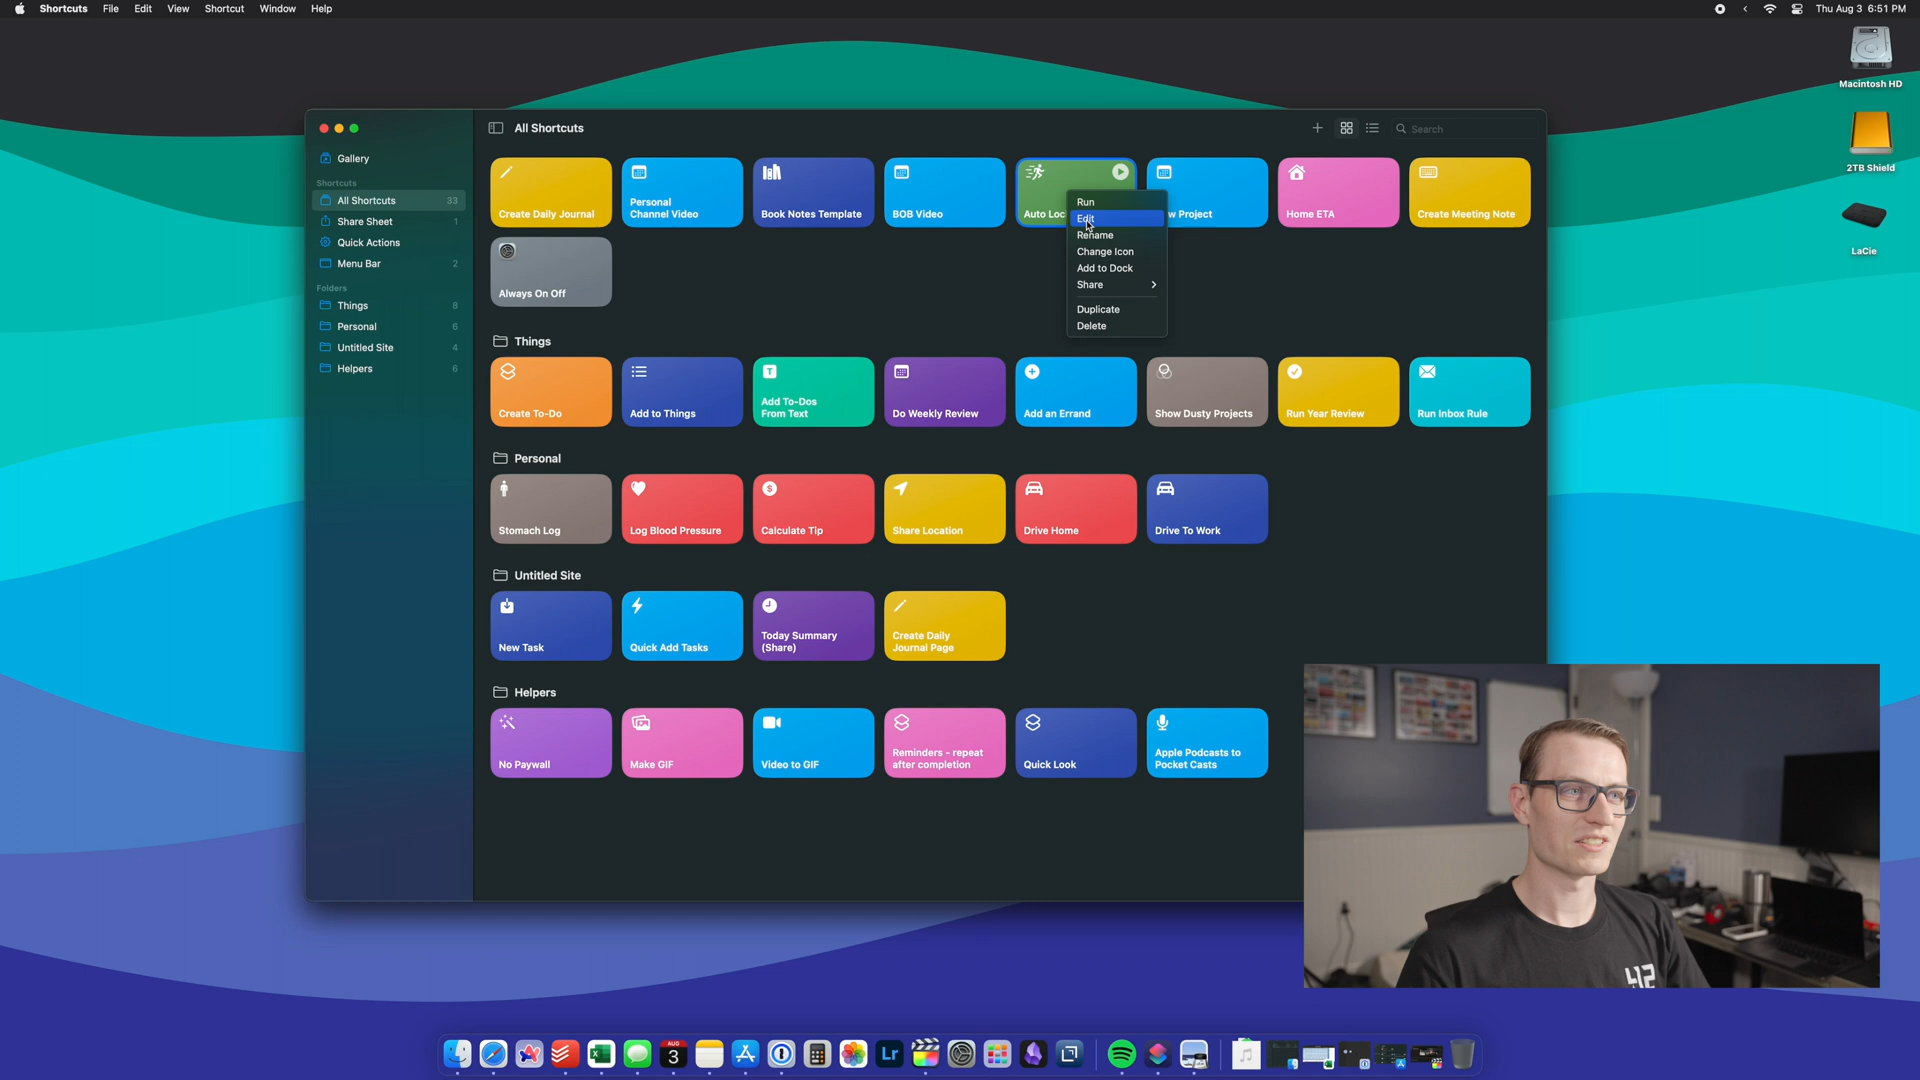 Shortcuts File Edit View Shortcut Window Help
Thu Aug 3 6:51 PM
Macintosh HD
2TB Shield
LaCie
Gallery
Shortcuts
All Shortcuts 33
Share Sheet 1
Quick Actions
Menu Bar 2
Folders
Things 8
Personal 6
Untitled Site 4
Helpers 6
All Shortcuts
Search
Create Daily Journal
Personal
Channel Video
Book Notes Template
BOB Video
Auto Loc
w Project
Home ETA
Create Meeting Note
Always On Off
Run
Edit
Rename
Change Icon
Add to Dock
Share
Duplicate
Delete
Things
Create To-Do
Add to Things
T
Add To-Dos
From Text
Do Weekly Review
Add an Errand
Show Dusty Projects
Run Year Review
Run Inbox Rule
Personal
Stomach Log
Log Blood Pressure
$
Calculate Tip
Share Location
Drive Home
Drive To Work
Untitled Site
New Task
Quick Add Tasks
Today Summary
(Share)
Create Daily
Journal Page
Helpers
No Paywall
Make GIF
Video to GIF
Reminders - repeat
after completion
Quick Look
Apple Podcasts to
Pocket Casts
412
AUG
3
Lr